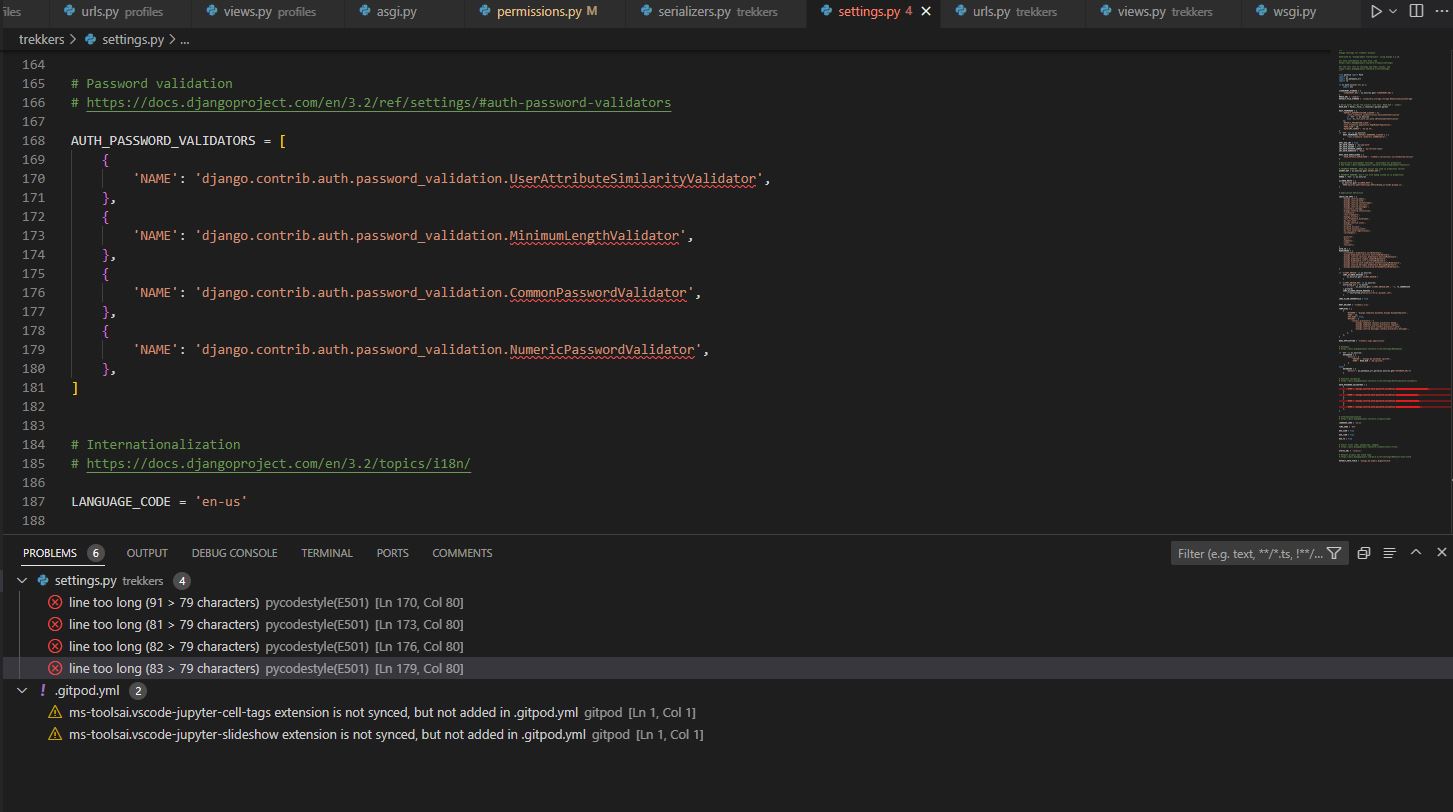 iles urls.py profiles views.py profiles asgi.py permissions.py M serializers.py trekkers settings.py 4 urls.py trekkers views.py trekkers wsgi.py
trekkers > settings.py > ...
164
165 # Password validation
166 # https://docs.djangoproject.com/en/3.2/ref/settings/#auth-password-validators
167
168 AUTH_PASSWORD_VALIDATORS = [
169 {
170 'NAME': 'django.contrib.auth.password_validation.UserAttributeSimilarityValidator',
171 },
172 {
173 'NAME': 'django.contrib.auth.password_validation.MinimumLengthValidator',
174 },
175 {
176 'NAME': 'django.contrib.auth.password_validation.CommonPasswordValidator',
177 },
178 {
179 'NAME': 'django.contrib.auth.password_validation.NumericPasswordValidator',
180 },
181 ]
182
183
184 # Internationalization
185 # https://docs.djangoproject.com/en/3.2/topics/i18n/
186
187 LANGUAGE_CODE = 'en-us'
188
PROBLEMS 6 OUTPUT DEBUG CONSOLE TERMINAL PORTS COMMENTS Filter (e.g. text, **/*.ts, !**/...
settings.py trekkers 4
line too long (91 > 79 characters) pycodestyle(E501) [Ln 170, Col 80]
line too long (81 > 79 characters) pycodestyle(E501) [Ln 173, Col 80]
line too long (82 > 79 characters) pycodestyle(E501) [Ln 176, Col 80]
line too long (83 > 79 characters) pycodestyle(E501) [Ln 179, Col 80]
! .gitpod.yml 2
ms-toolsai.vscode-jupyter-cell-tags extension is not synced, but not added in .gitpod.yml gitpod [Ln 1, Col 1]
ms-toolsai.vscode-jupyter-slideshow extension is not synced, but not added in .gitpod.yml gitpod [Ln 1, Col 1]